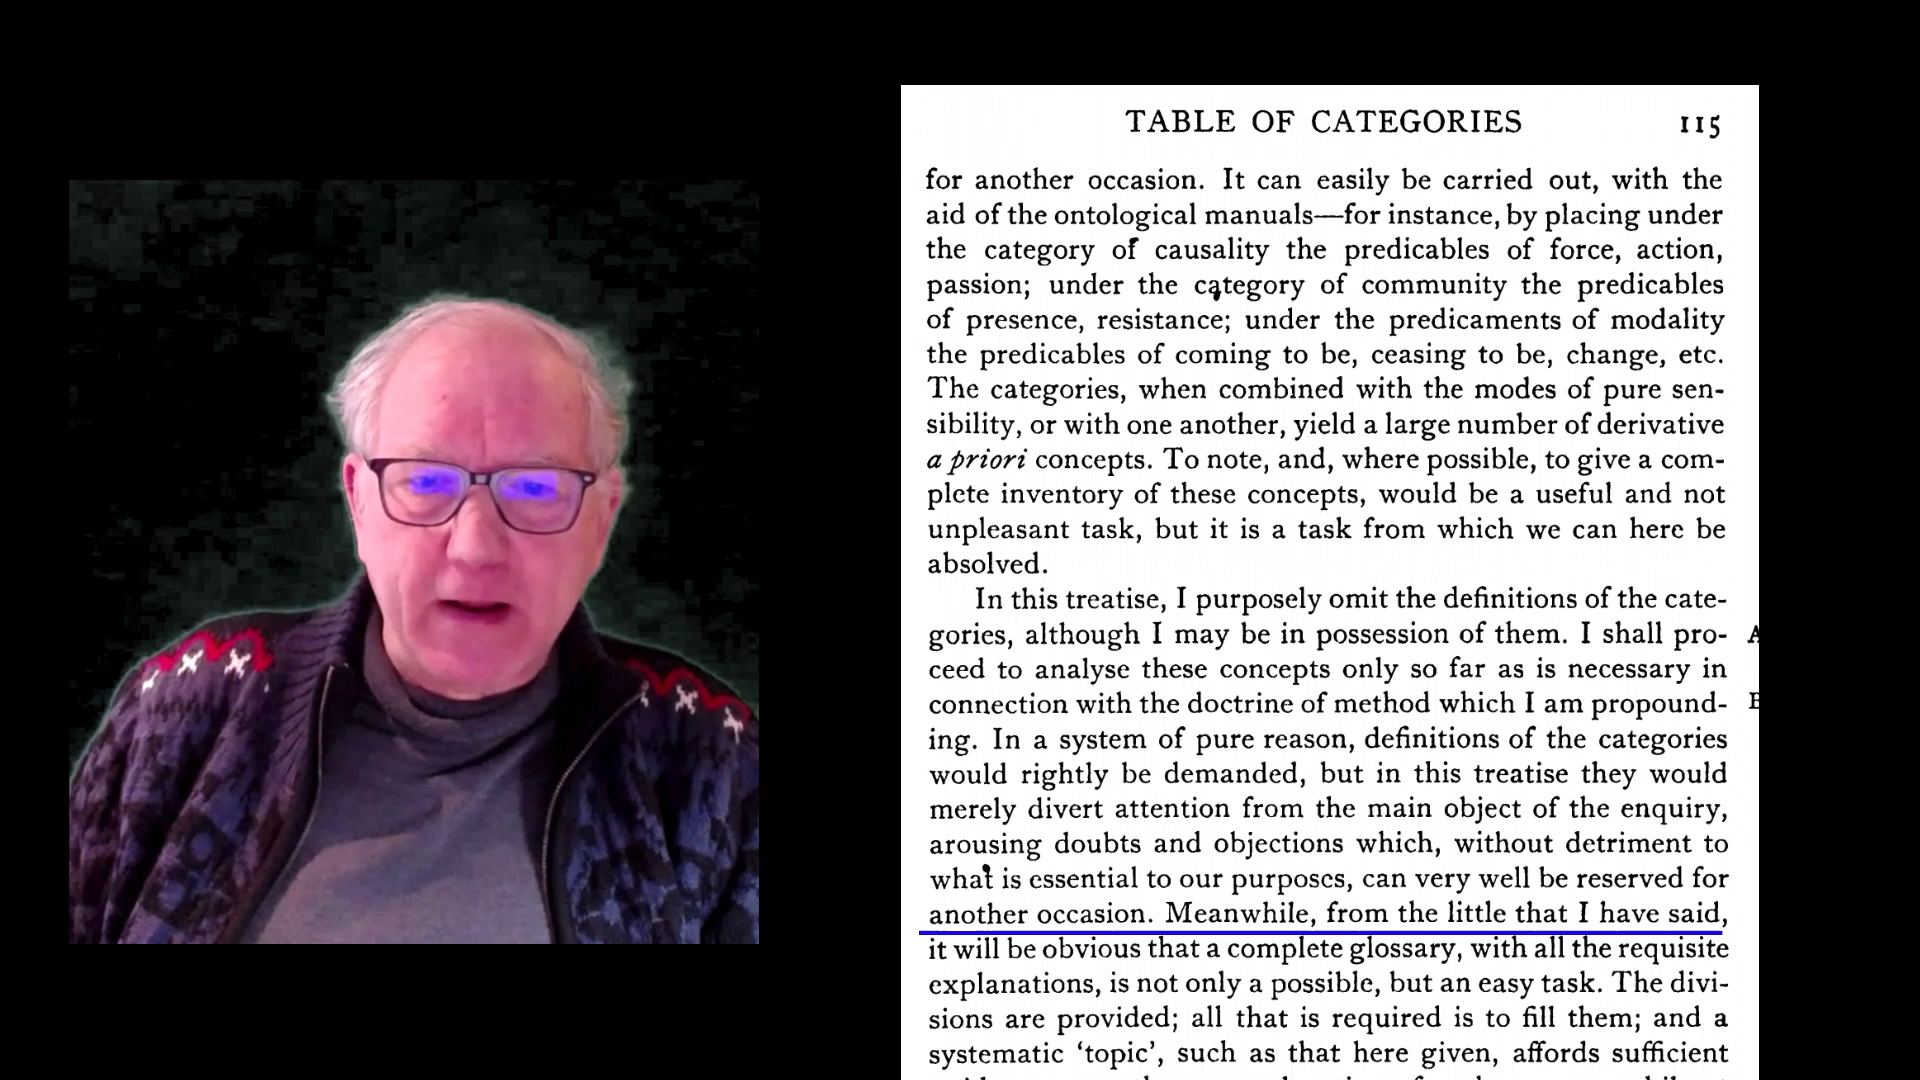 TABLE OF CATEGORIES 115
for another occasion. It can easily be carried out, with the
aid of the ontological manuals—for instance, by placing under
the category of causality the predicables of force, action,
passion; under the category of community the predicables
of presence, resistance; under the predicaments of modality
the predicables of coming to be, ceasing to be, change, etc.
The categories, when combined with the modes of pure sen-
sibility, or with one another, yield a large number of derivative
a priori concepts. To note, and, where possible, to give a com-
plete inventory of these concepts, would be a useful and not
unpleasant task, but it is a task from which we can here be
absolved.
In this treatise, I purposely omit the definitions of the cate-
gories, although I may be in possession of them. I shall pro-
ceed to analyse these concepts only so far as is necessary in
connection with the doctrine of method which I am propound-
ing. In a system of pure reason, definitions of the categories
would rightly be demanded, but in this treatise they would
merely divert attention from the main object of the enquiry,
arousing doubts and objections which, without detriment to
what is essential to our purposes, can very well be reserved for
another occasion. Meanwhile, from the little that I have said,
it will be obvious that a complete glossary, with all the requisite
explanations, is not only a possible, but an easy task. The divi-
sions are provided; all that is required is to fill them; and a
systematic ‘topic’, such as that here given, affords sufficient